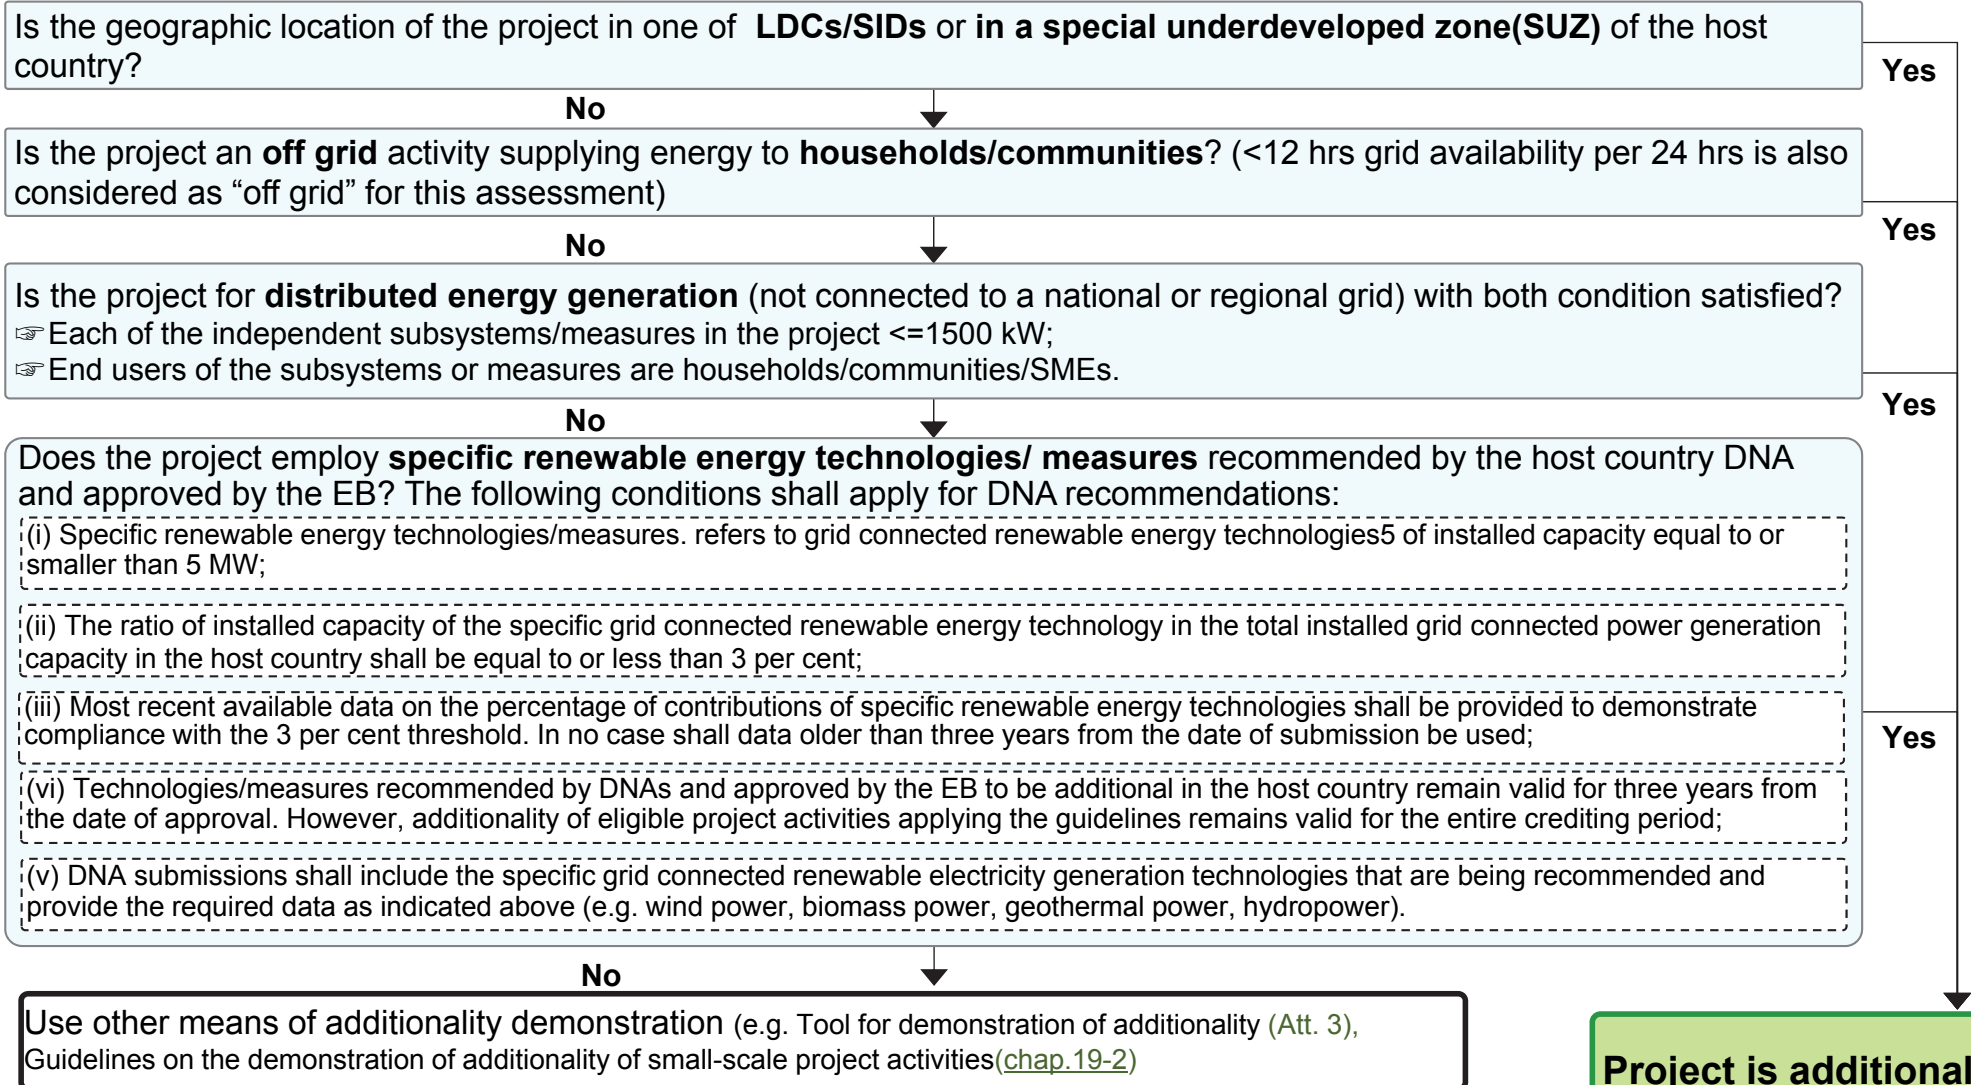 Is the geographic location of the project in one of LDCs/SIDs or in a special underdeveloped zone(SUZ) of the host
country?
Yes
No
Is the project an off grid activity supplying energy to households/communities? (<12 hrs grid availability per 24 hrs is also
considered as “off grid” for this assessment)
Yes
No
Is the project for distributed energy generation (not connected to a national or regional grid) with both condition satisfied?
☞Each of the independent subsystems/measures in the project <=1500 kW;
☞End users of the subsystems or measures are households/communities/SMEs.
Yes
No
Does the project employ specific renewable energy technologies/ measures recommended by the host country DNA
and approved by the EB? The following conditions shall apply for DNA recommendations:
(i) Specific renewable energy technologies/measures. refers to grid connected renewable energy technologies5 of installed capacity equal to or
smaller than 5 MW;
(ii) The ratio of installed capacity of the specific grid connected renewable energy technology in the total installed grid connected power generation
capacity in the host country shall be equal to or less than 3 per cent;
(iii) Most recent available data on the percentage of contributions of specific renewable energy technologies shall be provided to demonstrate
compliance with the 3 per cent threshold. In no case shall data older than three years from the date of submission be used;
Yes
(vi) Technologies/measures recommended by DNAs and approved by the EB to be additional in the host country remain valid for three years from
the date of approval. However, additionality of eligible project activities applying the guidelines remains valid for the entire crediting period;
(v) DNA submissions shall include the specific grid connected renewable electricity generation technologies that are being recommended and
provide the required data as indicated above (e.g. wind power, biomass power, geothermal power, hydropower).
No
Use other means of additionality demonstration (e.g. Tool for demonstration of additionality (Att. 3),
Guidelines on the demonstration of additionality of small-scale project activities(chap.19-2)
Project is additional